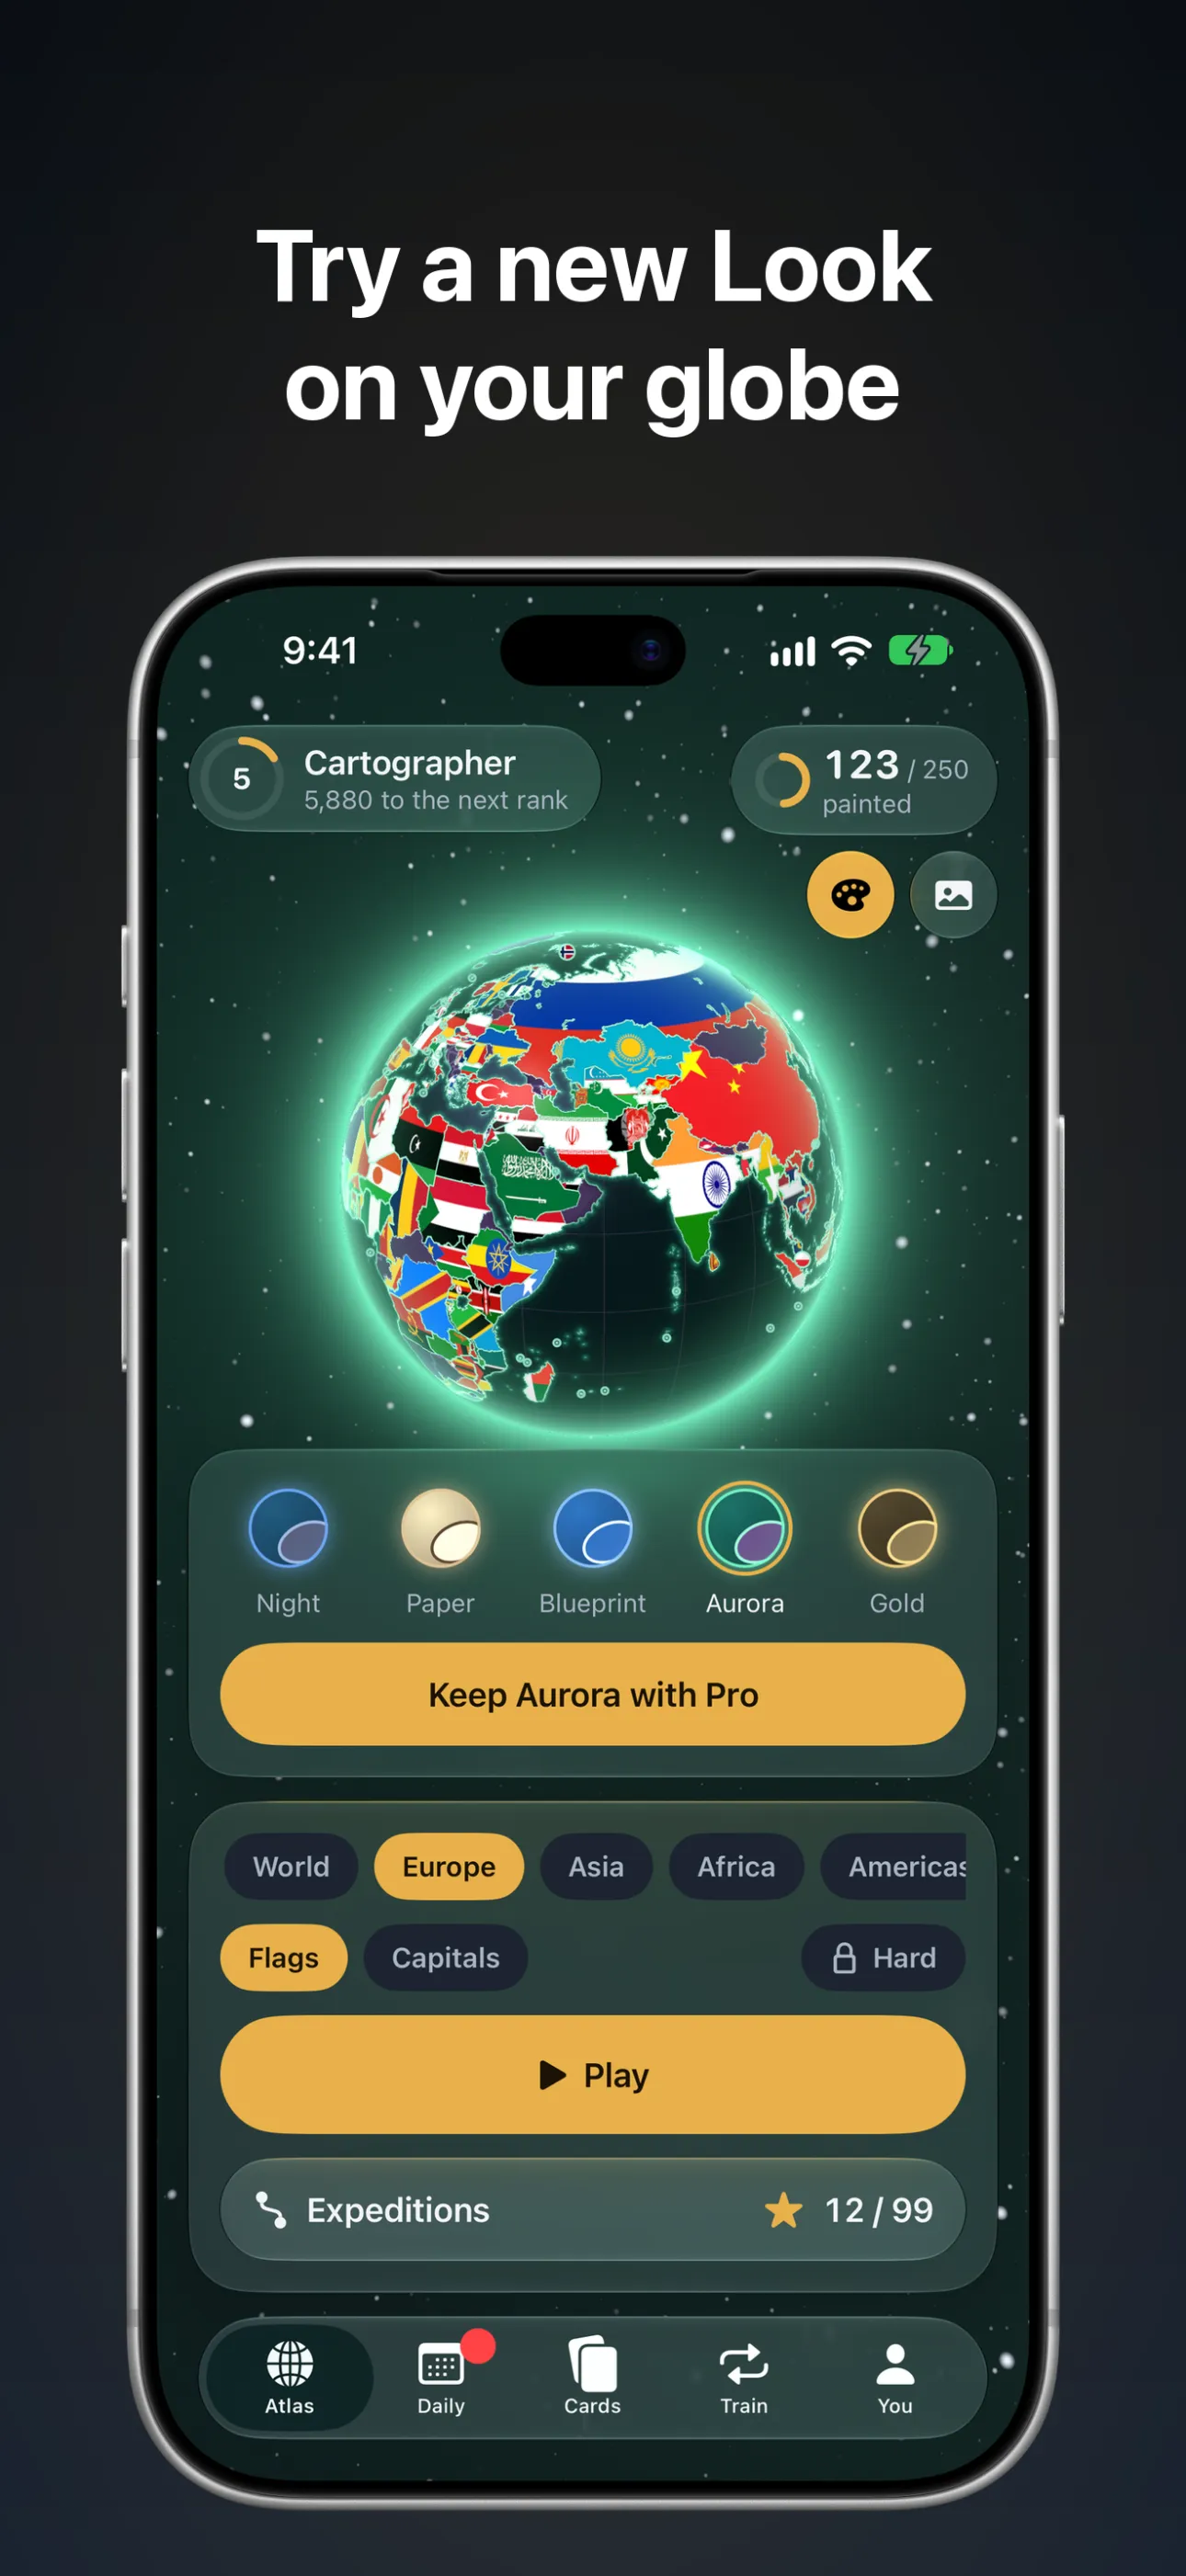 Try a new Look
on your globe
9:41
5
Cartographer
5,880 to the next rank
123 / 250
painted
Night
Paper
Blueprint
Aurora
Gold
Keep Aurora with Pro
World
Europe
Asia
Africa
Americas
Flags
Capitals
Hard
Play
Expeditions
12 / 99
Atlas
Daily
Cards
Train
You